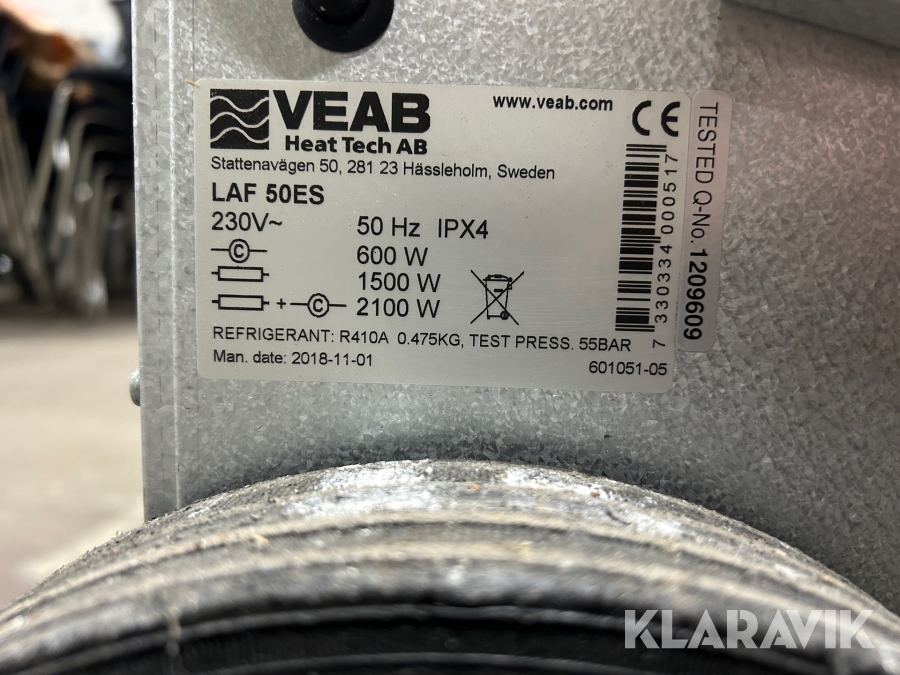 VEAB
Heat Tech AB
www.veab.com
CE
Stattenavägen 50, 281 23 Hässleholm, Sweden
LAF 50ES
230V~ 50 Hz IPX4
C 600 W
1500 W
+ C 2100 W
REFRIGERANT: R410A 0.475KG, TEST PRESS. 55BAR
Man. date: 2018-11-01
601051-05
7 330334 000517
TESTED Q-No. 1209609
KLARAVIK